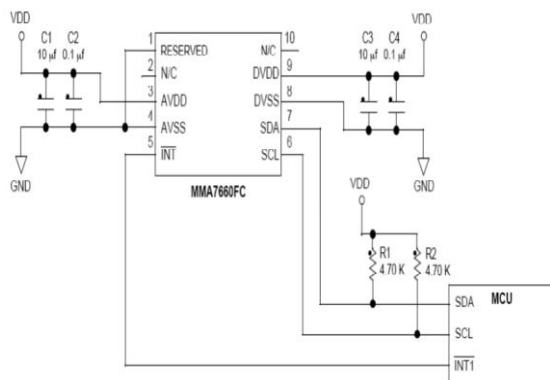 VDD
C1
10 µf
C2
0.1 µf
GND
1
RESERVED
2
N/C
3
AVDD
4
AVSS
5
INT
10
N/C
9
DVDD
8
DVSS
7
SDA
6
SCL
MMA7660FC
VDD
C3
10 µf
C4
0.1 µf
GND
VDD
R1
4.70 K
R2
4.70 K
MCU
SDA
SCL
INT1